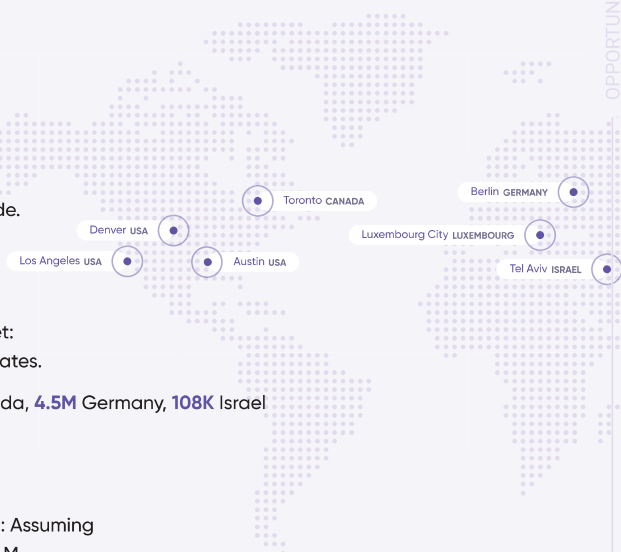 OPPORTUN
de.
Toronto CANADA
Berlin GERMANY
Denver USA
Luxembourg City LUXEMBOURG
Los Angeles USA
Austin USA
Tel Aviv ISRAEL
et:
ates.
da, 4.5M Germany, 108K Israel
: Assuming
M